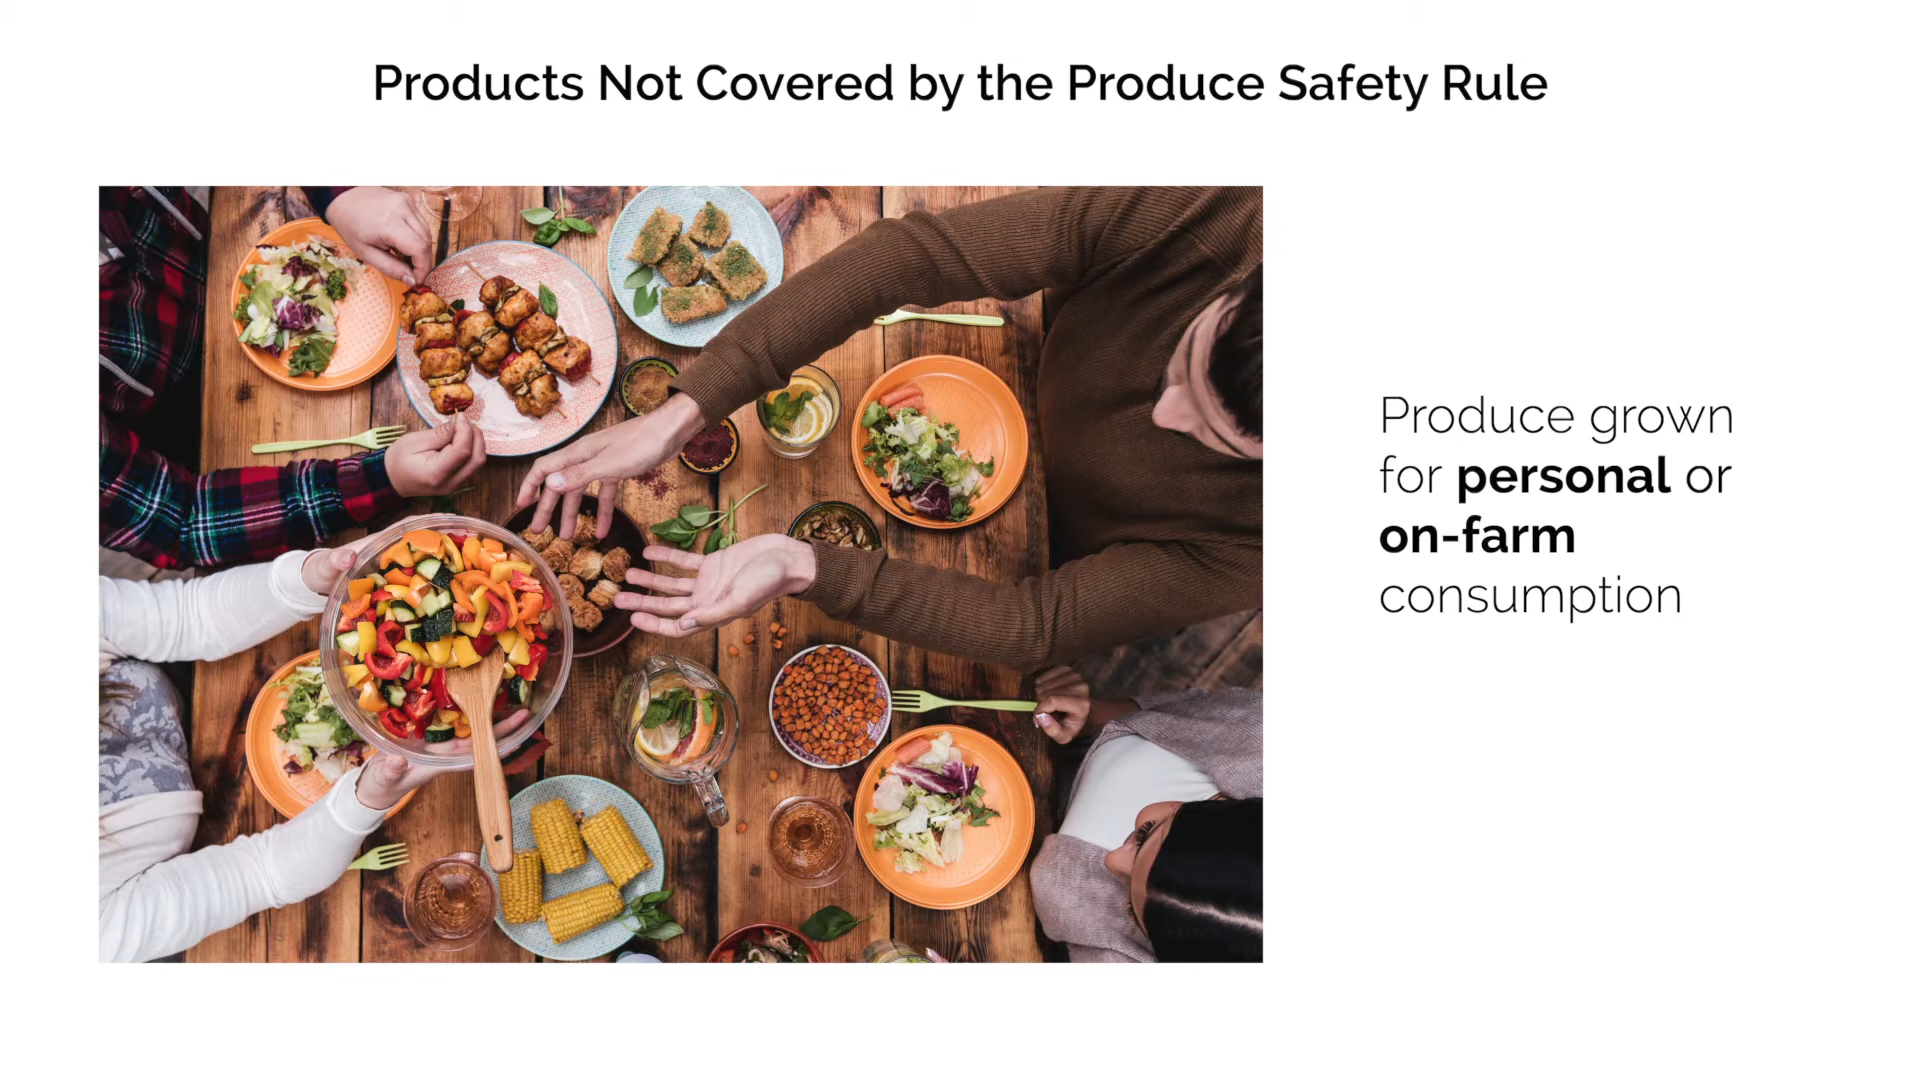 Products Not Covered by the Produce Safety Rule
Produce grown
for personal or
on-farm
consumption